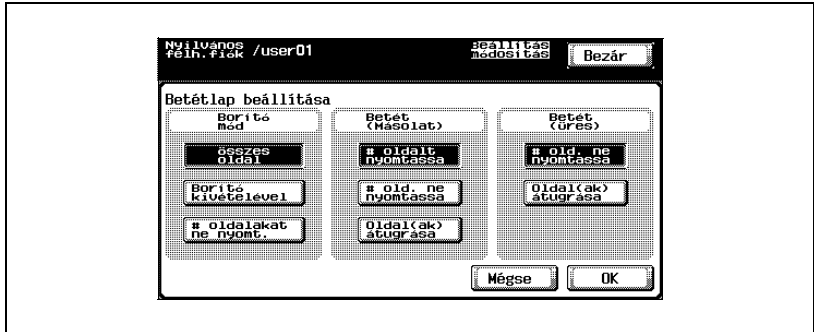 Nyilvános
felh.fiók /user01
Beállítás
módosítás
Bezár
Betétlap beállítása
Borító
mód
Betét
(Másolat)
Betét
(üres)
összes
oldal
# oldalt
nyomtassa
# old. ne
nyomtassa
Borító
kivételével
# old. ne
nyomtassa
Oldal(ak)
átugrása
# oldalakat
ne nyomt.
Oldal(ak)
átugrása
Mégse
OK